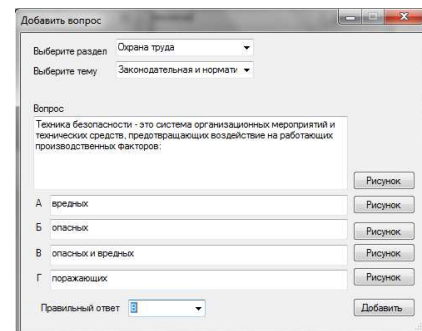 Добавить вопрос
Выберите раздел Охрана труда
Выберите тему Законодательная и нормати
Вопрос
Техника безопасности - это система организационных мероприятий и
технических средств, предотвращающих воздействие на работающих
производственных факторов:
Рисунок
А вредных Рисунок
Б опасных Рисунок
В опасных и вредных Рисунок
Г поражающих Рисунок
Правильный ответ В Добавить